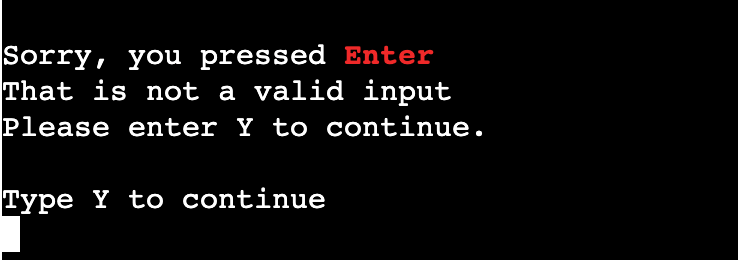 Sorry, you pressed Enter
That is not a valid input
Please enter Y to continue.
Type Y to continue